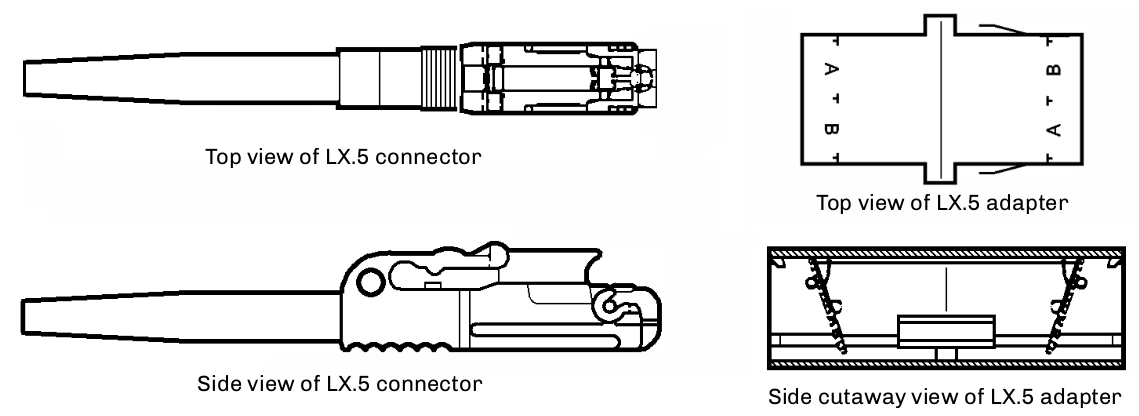 Top view of LX.5 connector
A
B
B
A
Top view of LX.5 adapter
Side view of LX.5 connector
Side cutaway view of LX.5 adapter